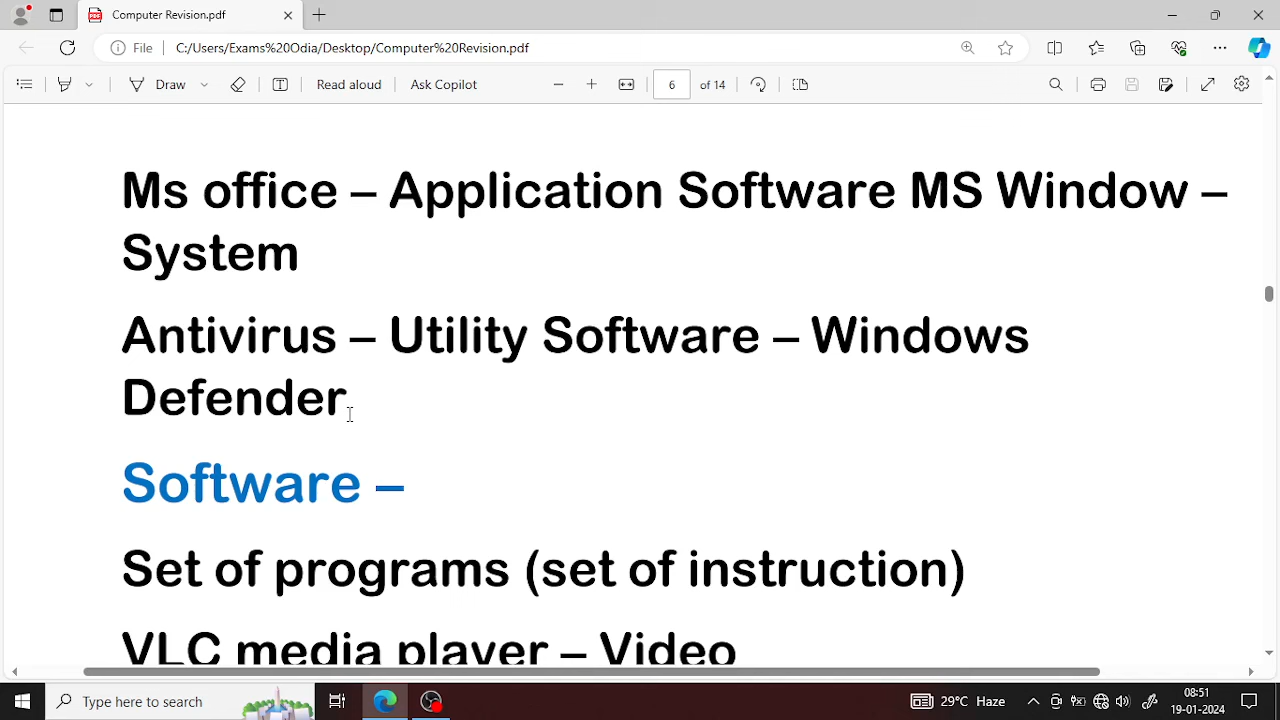 Computer Revision.pdf
File
C:/Users/Exams%20Odia/Desktop/Computer%20Revision.pdf
Draw
Read aloud
Ask Copilot
6
of 14
Ms office – Application Software MS Window –
System
Antivirus – Utility Software – Windows
Defender
Software –
Set of programs (set of instruction)
VLC media player – Video
Type here to search
29°C Haze
08:51
19-01-2024